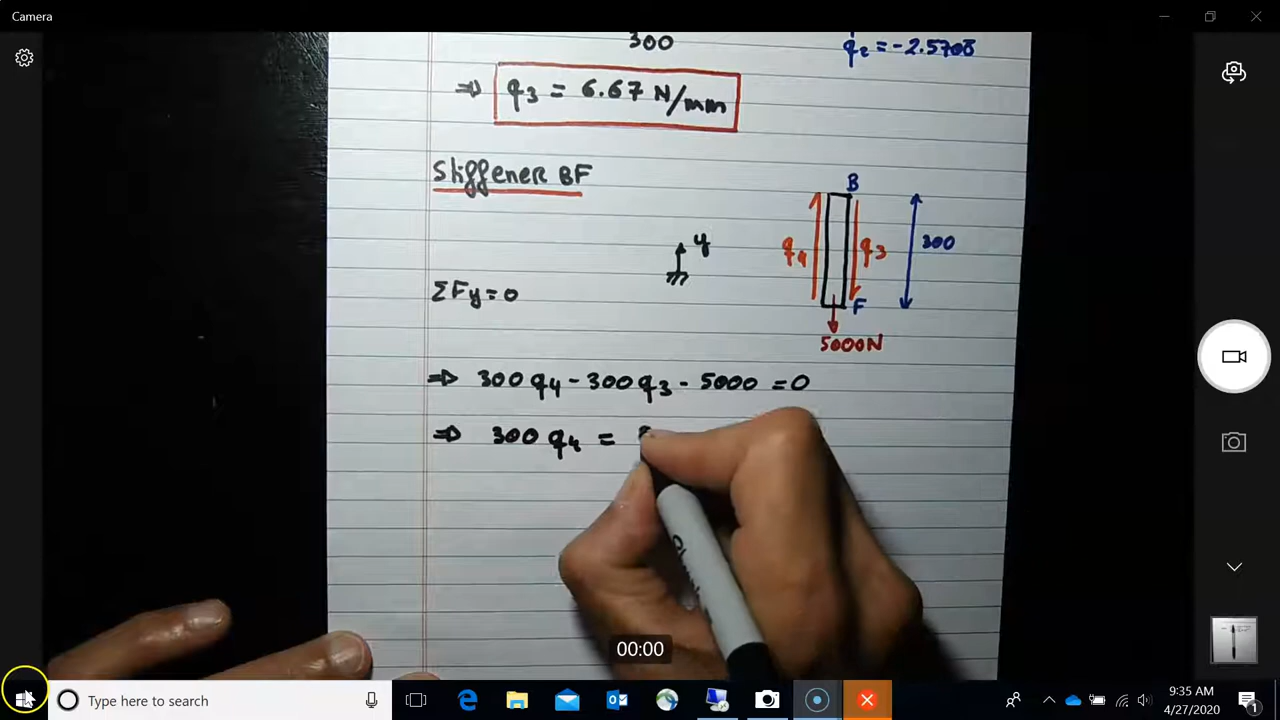 Camera
300
q2 = -2.5708
⇒ q3 = 6.67 N/mm
Stiffener BF
B
y
q4
q3
300
ΣFy = 0
F
5000N
⇒ 300 q4 - 300 q3 - 5000 = 0
⇒ 300 q4 =
00:00
Type here to search
9:35 AM
4/27/2020
1